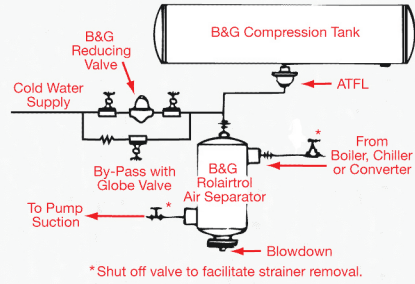 B&G Compression Tank
B&G
Reducing
Valve
ATFL
Cold Water
Supply
By-Pass with
Globe Valve
B&G
Rolairtrol
Air Separator
*
From
Boiler, Chiller
or Converter
To Pump
Suction
*
Blowdown
*Shut off valve to facilitate strainer removal.